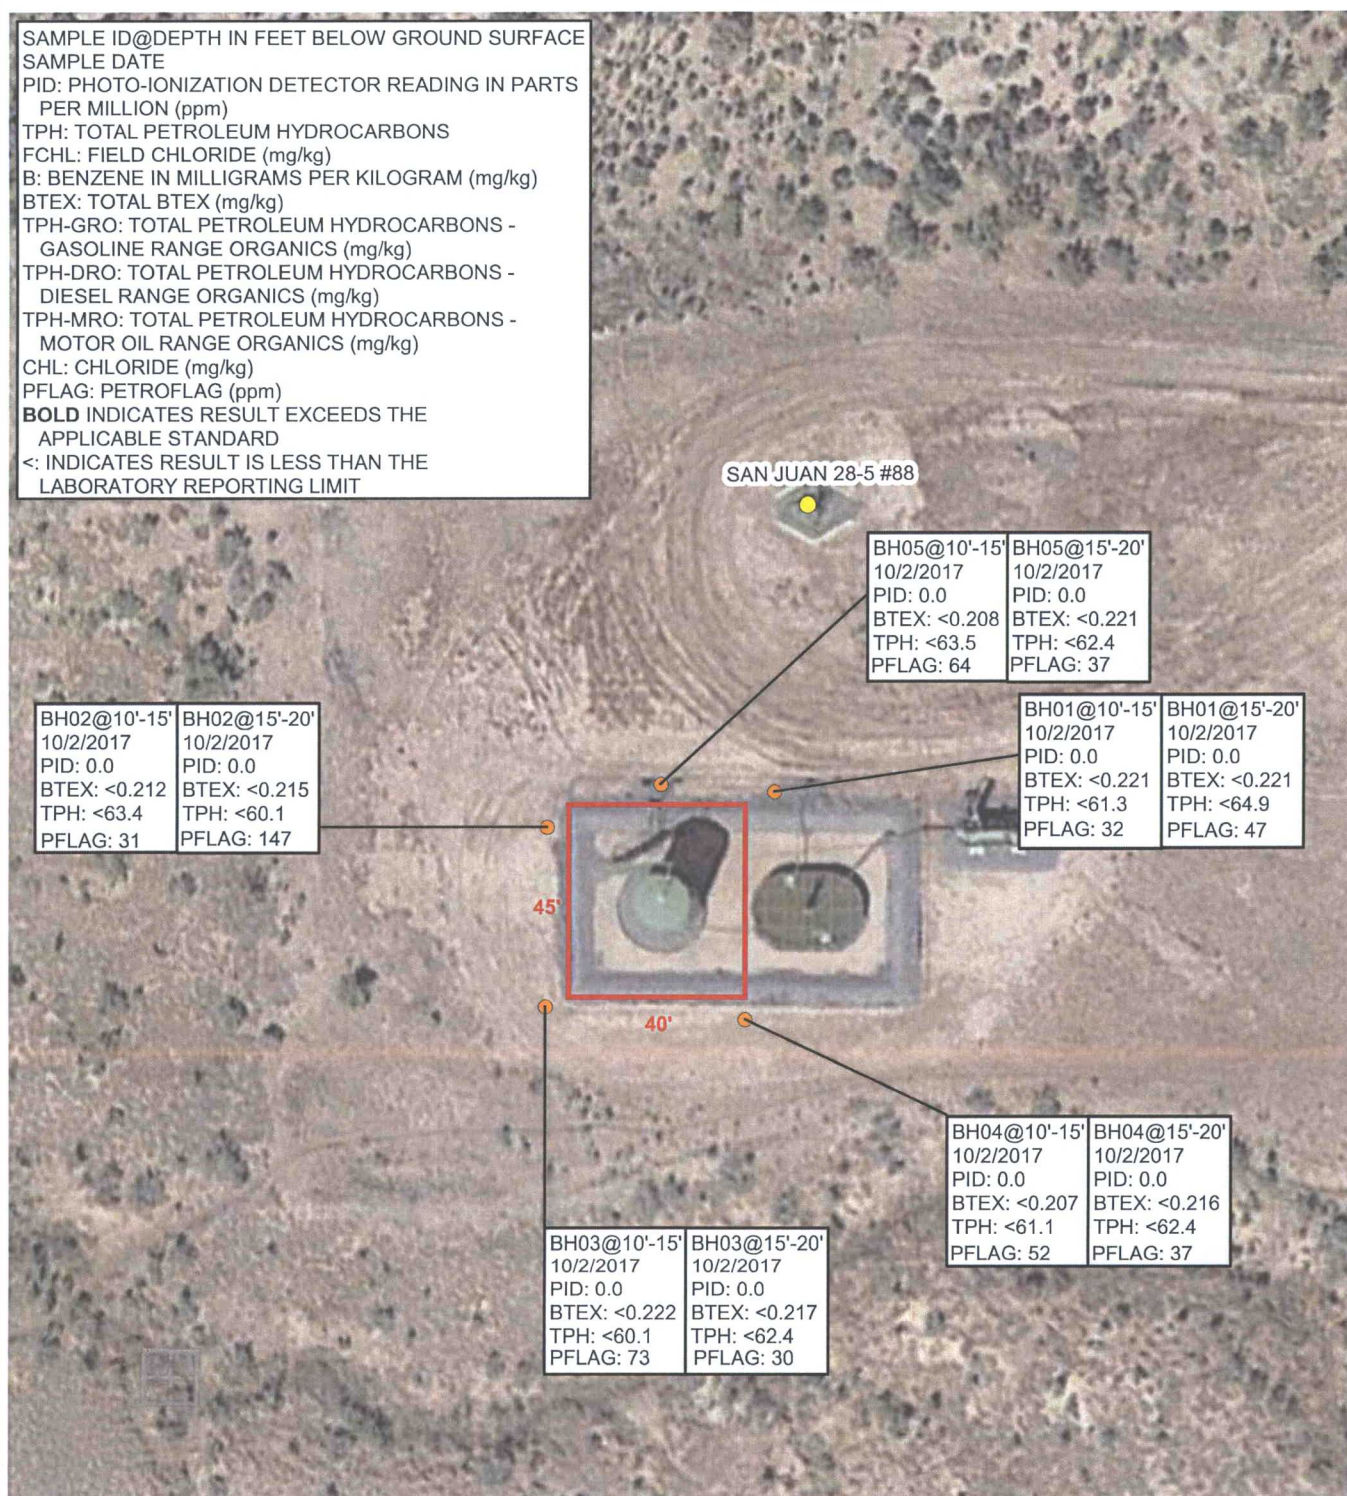 SAMPLE ID@DEPTH IN FEET BELOW GROUND SURFACE
SAMPLE DATE
PID: PHOTO-IONIZATION DETECTOR READING IN PARTS
PER MILLION (ppm)
TPH: TOTAL PETROLEUM HYDROCARBONS
FCHL: FIELD CHLORIDE (mg/kg)
B: BENZENE IN MILLIGRAMS PER KILOGRAM (mg/kg)
BTEX: TOTAL BTEX (mg/kg)
TPH-GRO: TOTAL PETROLEUM HYDROCARBONS -
GASOLINE RANGE ORGANICS (mg/kg)
TPH-DRO: TOTAL PETROLEUM HYDROCARBONS -
DIESEL RANGE ORGANICS (mg/kg)
TPH-MRO: TOTAL PETROLEUM HYDROCARBONS -
MOTOR OIL RANGE ORGANICS (mg/kg)
CHL: CHLORIDE (mg/kg)
PFLAG: PETROFLAG (ppm)
BOLD INDICATES RESULT EXCEEDS THE
APPLICABLE STANDARD
<: INDICATES RESULT IS LESS THAN THE
LABORATORY REPORTING LIMIT
SAN JUAN 28-5 #88
BH05@10'-15'
10/2/2017
PID: 0.0
BTEX: <0.208
TPH: <63.5
PFLAG: 64
BH05@15'-20'
10/2/2017
PID: 0.0
BTEX: <0.221
TPH: <62.4
PFLAG: 37
BH01@10'-15'
10/2/2017
PID: 0.0
BTEX: <0.221
TPH: <61.3
PFLAG: 32
BH01@15'-20'
10/2/2017
PID: 0.0
BTEX: <0.221
TPH: <64.9
PFLAG: 47
BH02@10'-15'
10/2/2017
PID: 0.0
BTEX: <0.212
TPH: <63.4
PFLAG: 31
BH02@15'-20'
10/2/2017
PID: 0.0
BTEX: <0.215
TPH: <60.1
PFLAG: 147
45'
40'
BH04@10'-15'
10/2/2017
PID: 0.0
BTEX: <0.207
TPH: <61.1
PFLAG: 52
BH04@15'-20'
10/2/2017
PID: 0.0
BTEX: <0.216
TPH: <62.4
PFLAG: 37
BH03@10'-15'
10/2/2017
PID: 0.0
BTEX: <0.222
TPH: <60.1
PFLAG: 73
BH03@15'-20'
10/2/2017
PID: 0.0
BTEX: <0.217
TPH: <62.4
PFLAG: 30